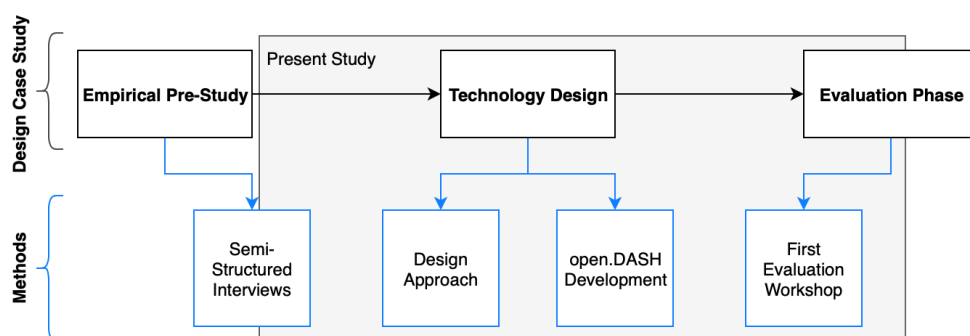 Design Case Study
Present Study
Empirical Pre-Study
Technology Design
Evaluation Phase
Methods
Semi-
Structured
Interviews
Design
Approach
open.DASH
Development
First
Evaluation
Workshop